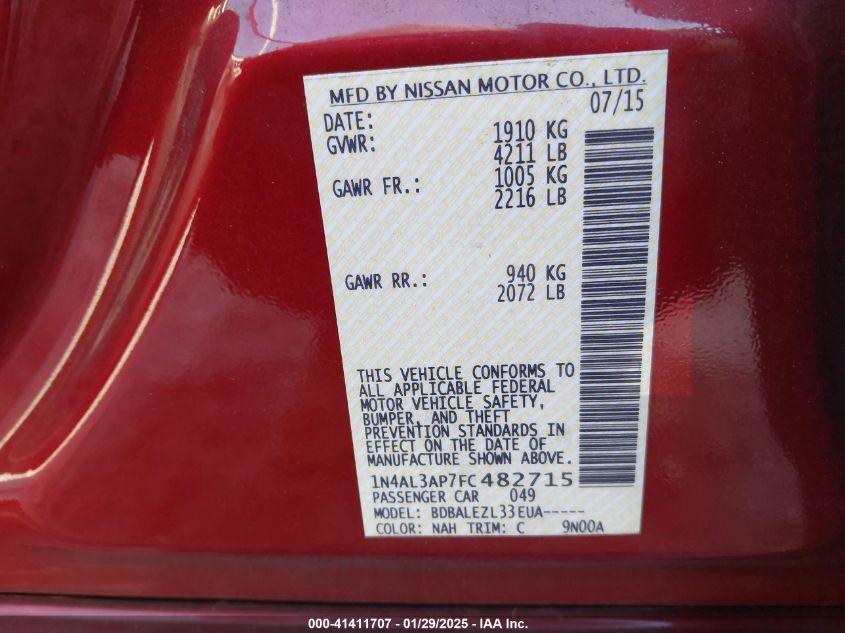 MFD BY NISSAN MOTOR CO., LTD.
DATE: 07/15
GVWR: 1910 KG
4211 LB
GAWR FR.: 1005 KG
2216 LB
GAWR RR.: 940 KG
2072 LB
THIS VEHICLE CONFORMS TO
ALL APPLICABLE FEDERAL
MOTOR VEHICLE SAFETY,
BUMPER, AND THEFT
PREVENTION STANDARDS IN
EFFECT ON THE DATE OF
MANUFACTURE SHOWN ABOVE.
1N4AL3AP7FC482715
PASSENGER CAR 049
MODEL: BDBALEZL33EUA-----
COLOR: NAH TRIM: C 9N00A
000-41411707 - 01/29/2025 - IAA Inc.